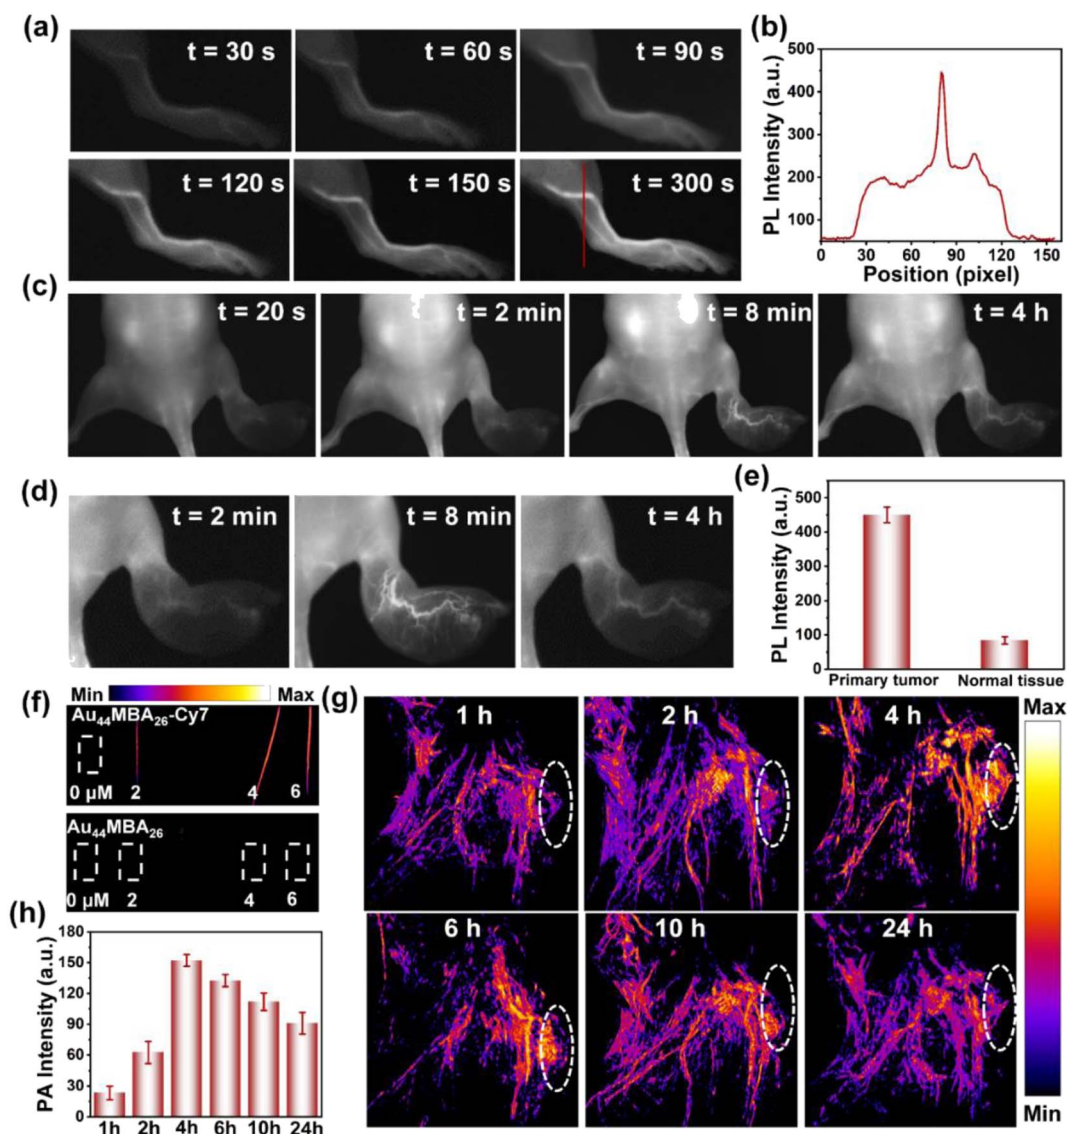 (a)
t = 30 s
t = 60 s
t = 90 s
t = 120 s
t = 150 s
t = 300 s
(b)
PL Intensity (a.u.)
500
400
300
200
100
0 30 60 90 120 150
Position (pixel)
(c)
t = 20 s
t = 2 min
t = 8 min
t = 4 h
(d)
t = 2 min
t = 8 min
t = 4 h
(e)
PL Intensity (a.u.)
500
400
300
200
100
0
Primary tumor Normal tissue
(f)
Min Max
Au₄₄MBA₂₆-Cy7
0 μM 2 4 6
Au₄₄MBA₂₆
0 μM 2 4 6
(g)
1 h
2 h
4 h
6 h
10 h
24 h
Max
Min
(h)
PA Intensity (a.u.)
180
150
120
90
60
30
0
1h 2h 4h 6h 10h 24h